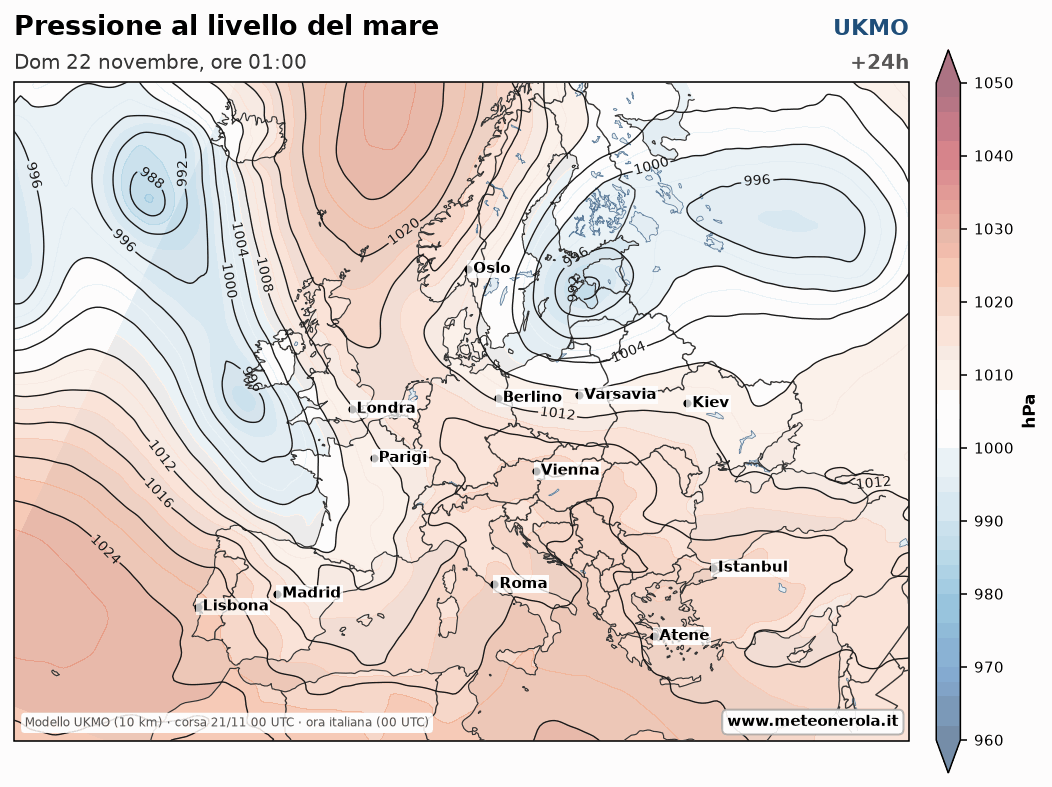 Pressione al livello del mare
UKMO
Dom 22 novembre, ore 01:00
+24h
1050
1040
1030
1020
1010
1000
990
980
970
960
hPa
996
988
992
996
1004
1000
1008
1020
1000
996
996
992
1004
996
1012
1012
1016
1012
1024
Oslo
Berlino
Varsavia
Kiev
Londra
Parigi
Vienna
Istanbul
Roma
Madrid
Lisbona
Atene
Modello UKMO (10 km) · corsa 21/11 00 UTC · ora italiana (00 UTC)
www.meteonerola.it